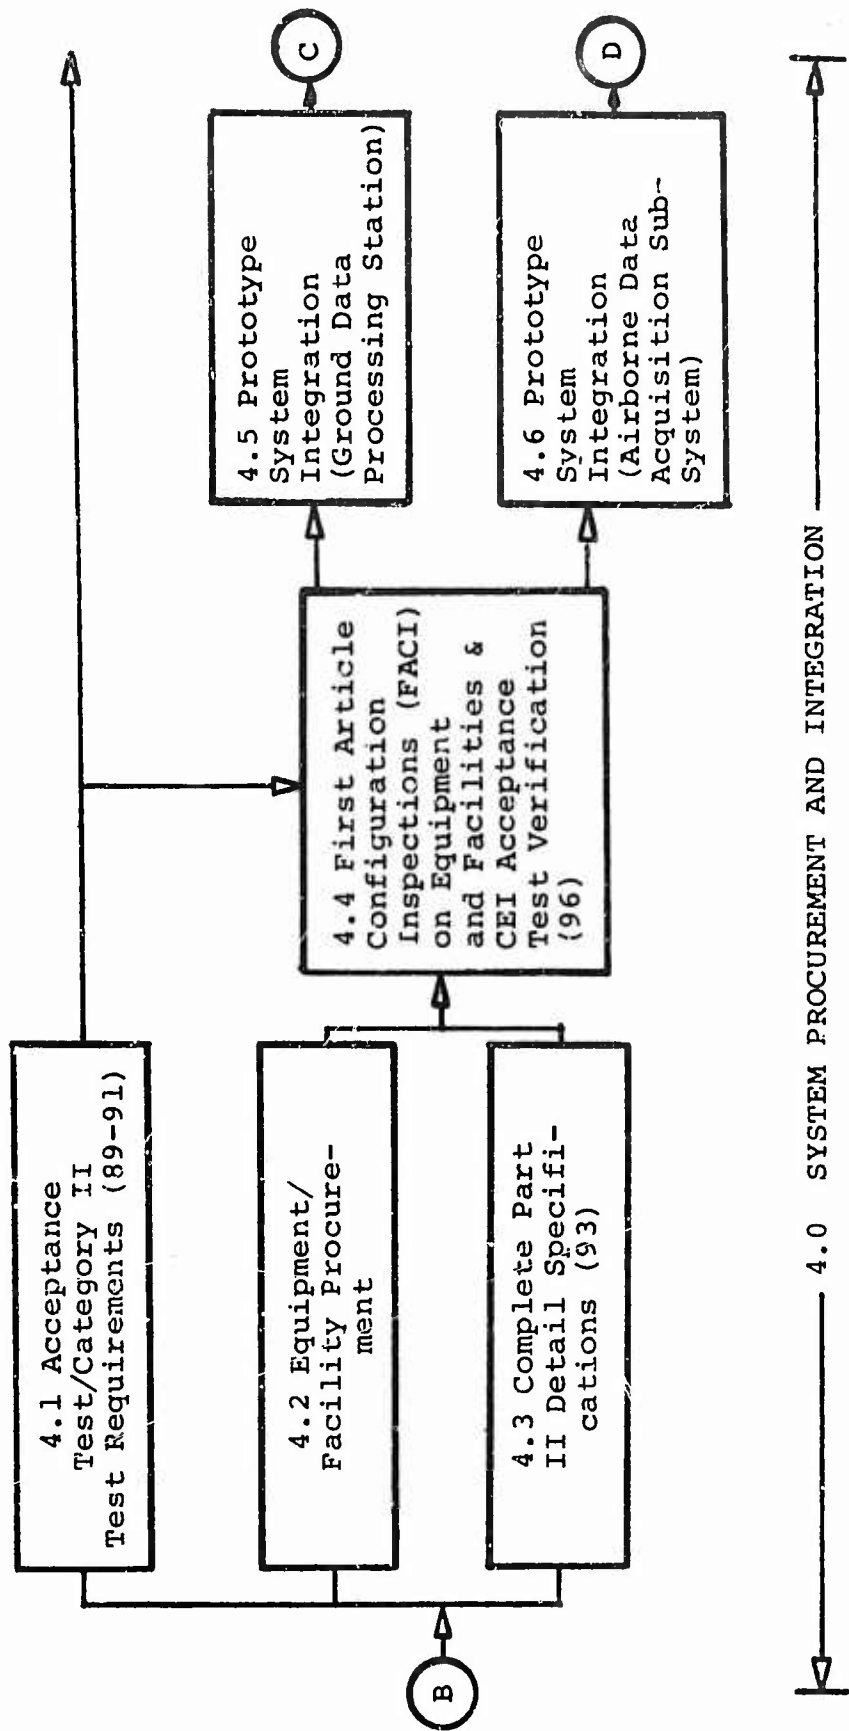 B
4.1 Acceptance
Test/Category II
Test Requirements (89-91)
4.2 Equipment/
Facility Procure-
ment
4.3 Complete Part
II Detail Specifi-
cations (93)
4.4 First Article
Configuration
Inspections (FACI)
on Equipment
and Facilities &
CEI Acceptance
Test Verification
(96)
4.5 Prototype
System
Integration
(Ground Data
Processing Station)
C
4.6 Prototype
System
Integration
(Airborne Data
Acquisition Sub-
System)
D
4.0 SYSTEM PROCUREMENT AND INTEGRATION